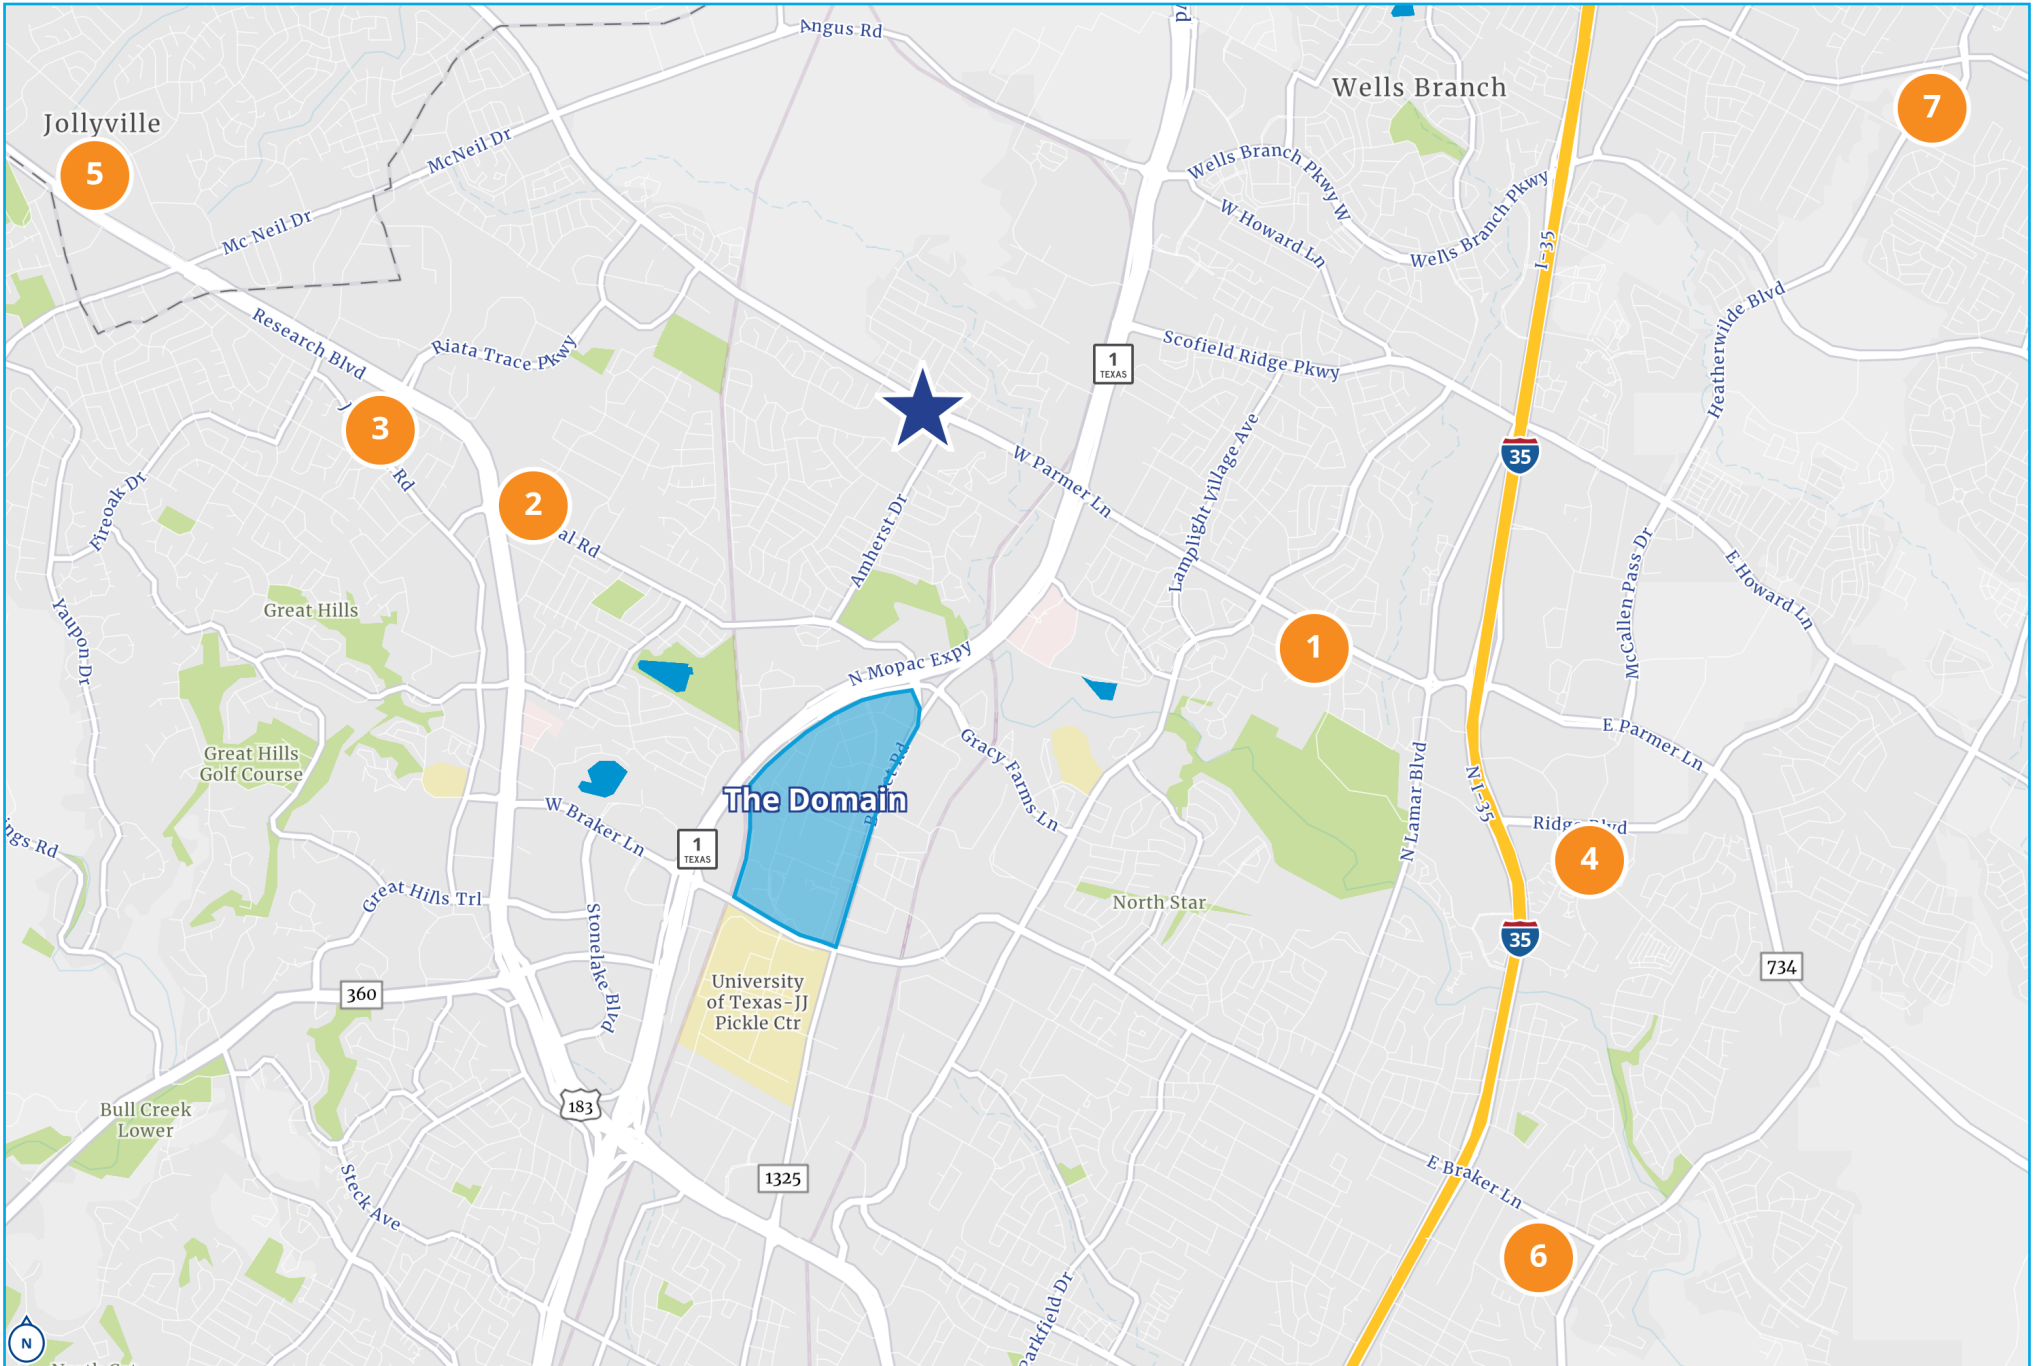 Angus Rd
Wells Branch
7
Jollyville
5
McNeil Dr
Wells Branch Pkwy W
Wells Branch Pkwy
W Howard Ln
Mc Neil Dr
I-35
Heatherwilde Blvd
Research Blvd
Riata Trace Pkwy
1
TEXAS
Scofield Ridge Pkwy
3
Rd
W Parmer Ln
Lamplight Village Ave
35
Fireoak Dr
2
al Rd
Amherst Dr
McCallen Pass Dr
E Howard Ln
Great Hills
Yaupon Dr
N Mopac Expy
1
E Parmer Ln
Great Hills
Golf Course
Gracy Farms Ln
N Lamar Blvd
N I-35
The Domain
W Braker Ln
ings Rd
1
TEXAS
4
Great Hills Trl
North Star
Stonelake Blvd
35
360
University
of Texas-JJ
Pickle Ctr
734
Bull Creek
Lower
183
1325
Steck Ave
E Braker Ln
6
Parkfield Dr
N